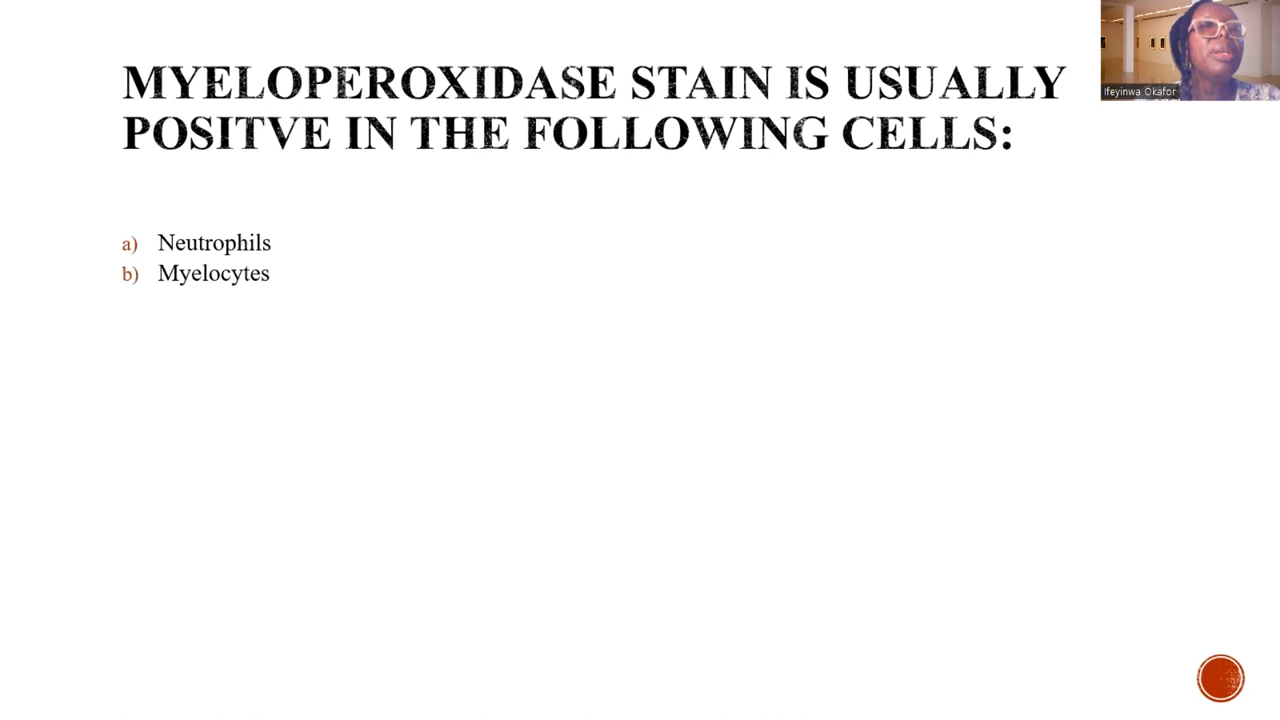 MYELOPEROXIDASE STAIN IS USUALLY
POSITVE IN THE FOLLOWING CELLS:
Ifeyinwa Okafor
a) Neutrophils
b) Myelocytes